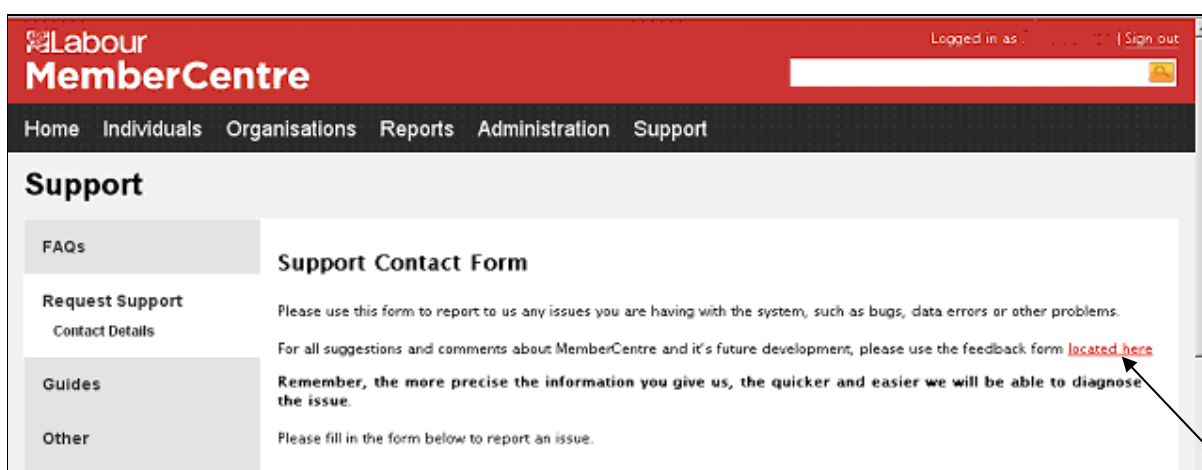 Labour
MemberCentre
Logged in as : | Sign out
Home Individuals Organisations Reports Administration Support
Support
FAQs
Request Support
Contact Details
Guides
Other
Support Contact Form
Please use this form to report to us any issues you are having with the system, such as bugs, data errors or other problems.
For all suggestions and comments about MemberCentre and it's future development, please use the feedback form located here
Remember, the more precise the information you give us, the quicker and easier we will be able to diagnose
the issue.
Please fill in the form below to report an issue.